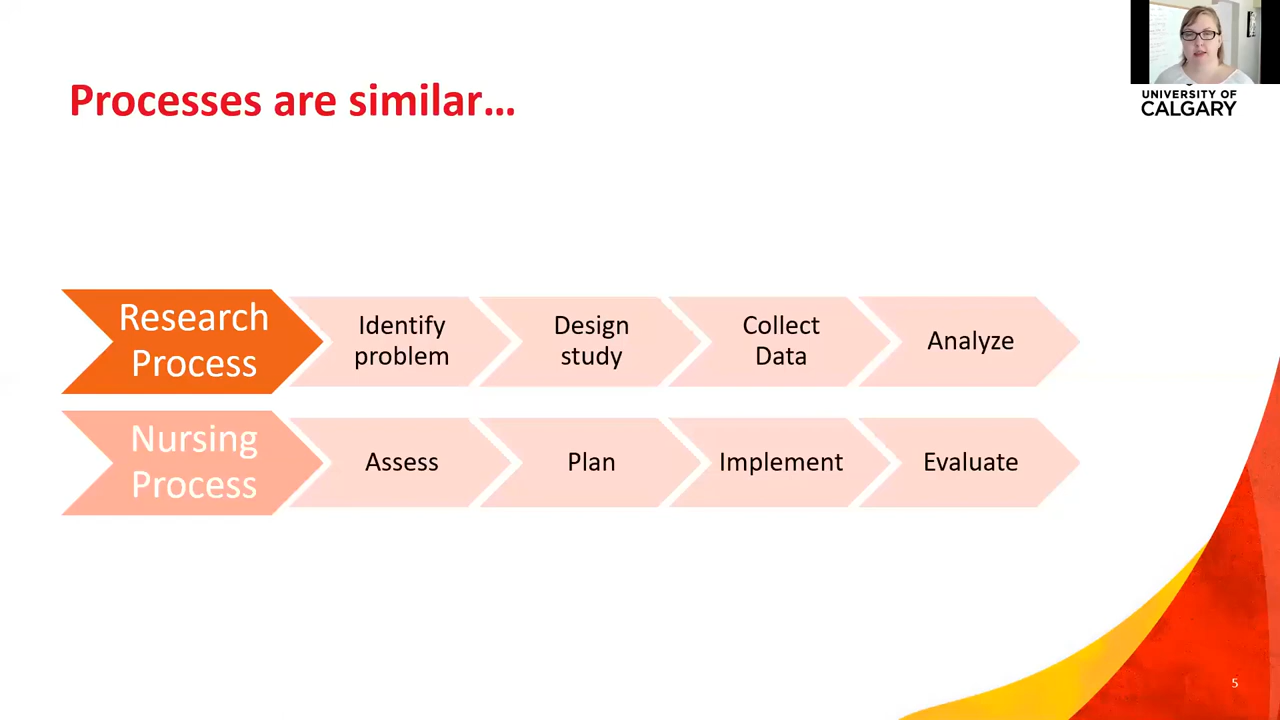 Processes are similar…
UNIVERSITY OF
CALGARY
Research
Process
Identify
problem
Design
study
Collect
Data
Analyze
Nursing
Process
Assess
Plan
Implement
Evaluate
5